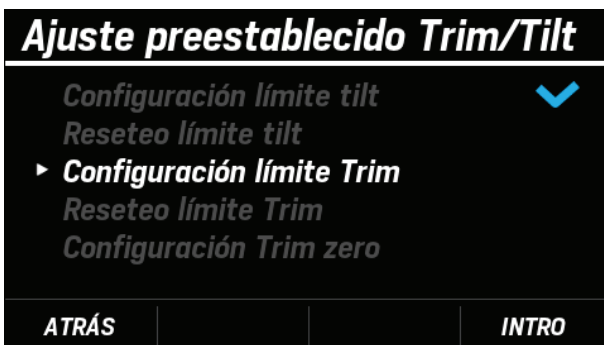 Ajuste preestablecido Trim/Tilt
Configuración límite tilt
Reseteo límite tilt
Configuración límite Trim
Reseteo límite Trim
Configuración Trim zero
ATRÁS INTRO